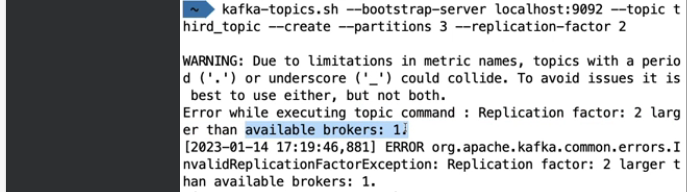 ~ kafka-topics.sh --bootstrap-server localhost:9092 --topic t
hird_topic --create --partitions 3 --replication-factor 2
WARNING: Due to limitations in metric names, topics with a perio
d ('.') or underscore ('_') could collide. To avoid issues it is
 best to use either, but not both.
Error while executing topic command : Replication factor: 2 larg
er than available brokers: 1.
[2023-01-14 17:19:46,881] ERROR org.apache.kafka.common.errors.I
nvalidReplicationFactorException: Replication factor: 2 larger t
han available brokers: 1.